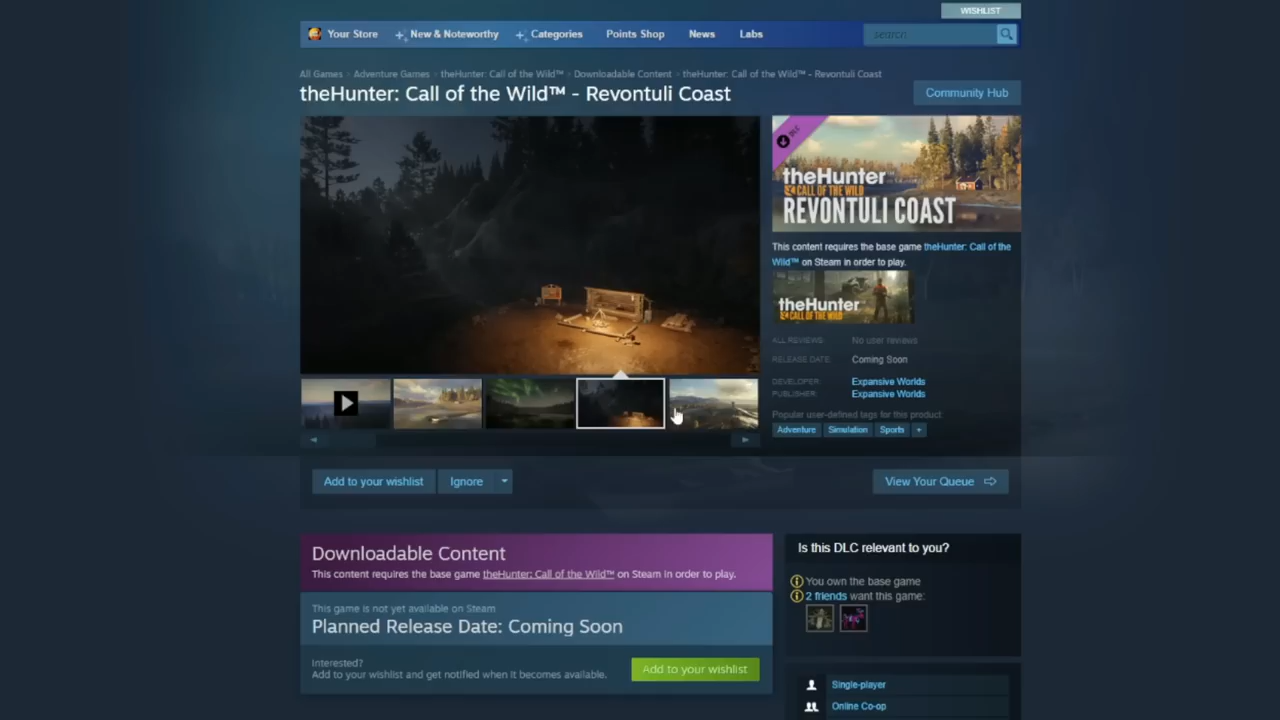 WISHLIST
Your Store
New & Noteworthy
Categories
Points Shop
News
Labs
search
All Games > Adventure Games > theHunter: Call of the Wild™ > Downloadable Content > theHunter: Call of the Wild™ - Revontuli Coast
theHunter: Call of the Wild™ - Revontuli Coast
Community Hub
DLC
theHunter
CALL OF THE WILD
REVONTULI COAST
This content requires the base game theHunter: Call of the
Wild™ on Steam in order to play.
theHunter
CALL OF THE WILD
ALL REVIEWS: No user reviews
RELEASE DATE: Coming Soon
DEVELOPER: Expansive Worlds
PUBLISHER: Expansive Worlds
Popular user-defined tags for this product:
Adventure Simulation Sports +
Add to your wishlist
Ignore
View Your Queue
Downloadable Content
This content requires the base game theHunter: Call of the Wild™ on Steam in order to play.
This game is not yet available on Steam
Planned Release Date: Coming Soon
Interested?
Add to your wishlist and get notified when it becomes available.
Add to your wishlist
Is this DLC relevant to you?
You own the base game
2 friends want this game:
Single-player
Online Co-op